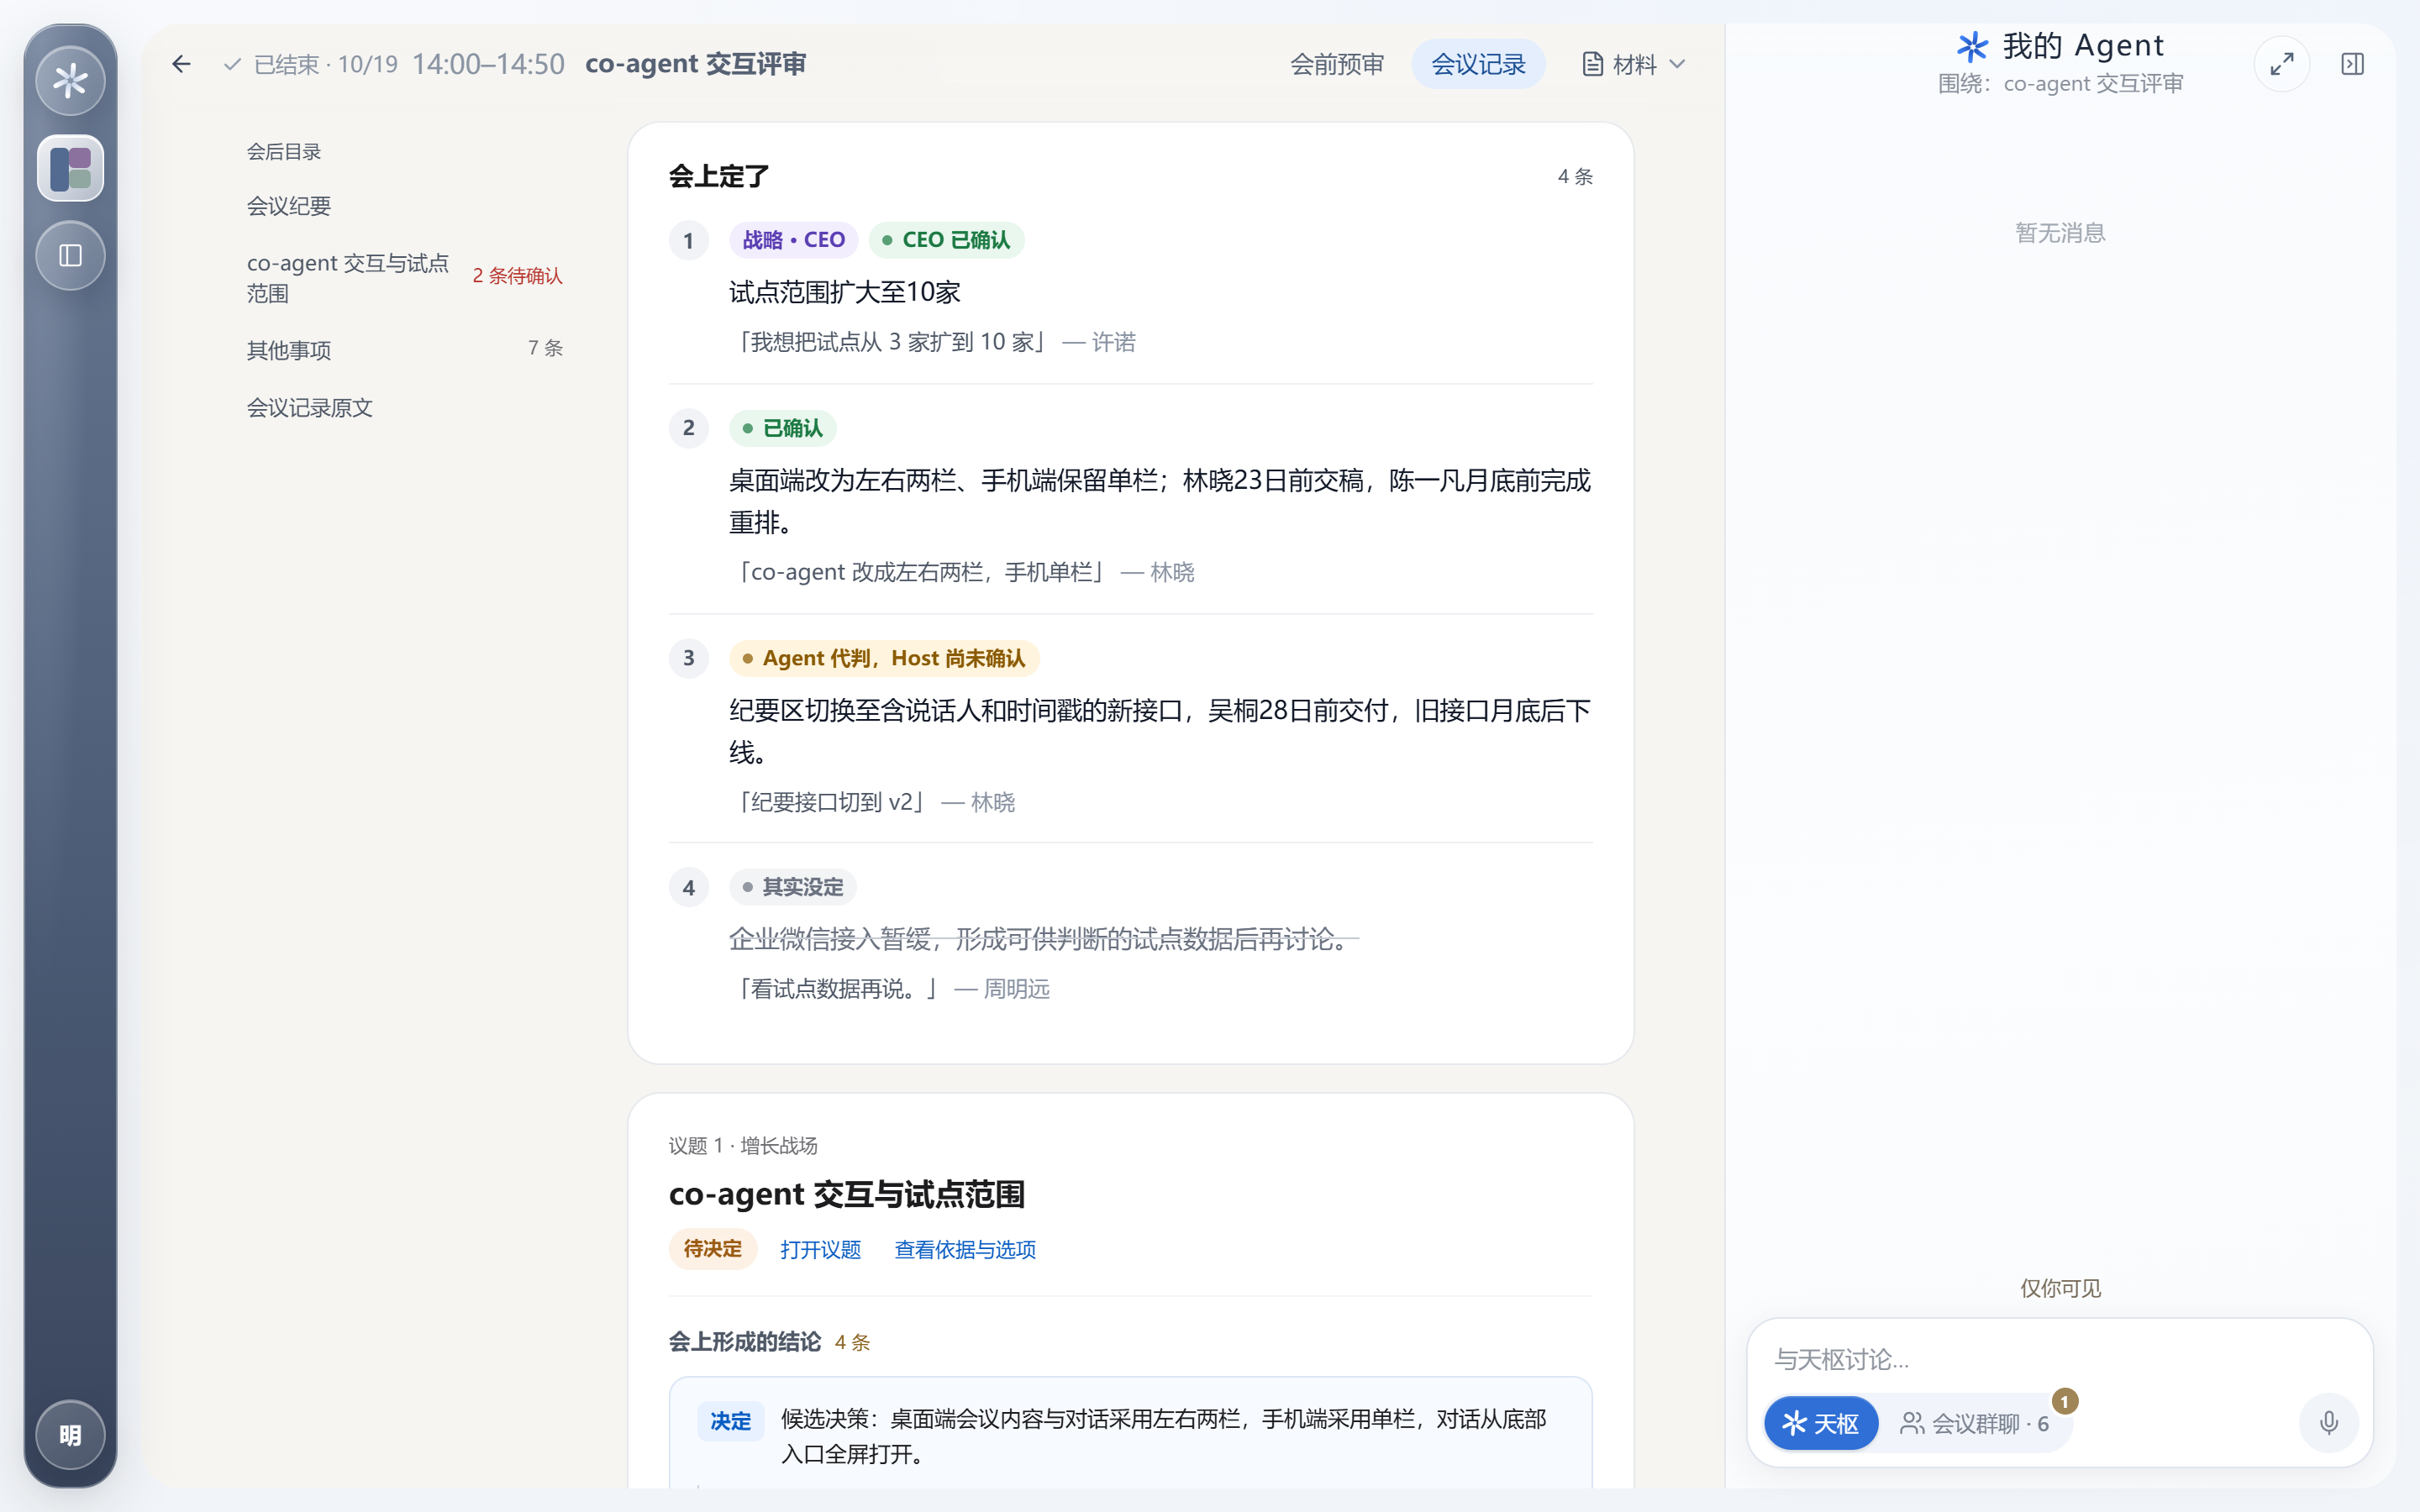 已结束 · 10/19 14:00–14:50 co-agent 交互评审
会前预审
会议记录
材料
会后目录
会议纪要
co-agent 交互与试点
范围
2 条待确认
其他事项
7 条
会议记录原文
会上定了
4 条
1
战略 • CEO
CEO 已确认
试点范围扩大至10家
「我想把试点从 3 家扩到 10 家」 — 许诺
2
已确认
桌面端改为左右两栏、手机端保留单栏；林晓23日前交稿，陈一凡月底前完成
重排。
「co-agent 改成左右两栏，手机单栏」 — 林晓
3
Agent 代判，Host 尚未确认
纪要区切换至含说话人和时间戳的新接口，吴桐28日前交付，旧接口月底后下
线。
「纪要接口切到 v2」 — 林晓
4
其实没定
企业微信接入暂缓，形成可供判断的试点数据后再讨论。
「看试点数据再说。」 — 周明远
议题 1 · 增长战场
co-agent 交互与试点范围
待决定
打开议题
查看依据与选项
会上形成的结论 4 条
决定
候选决策：桌面端会议内容与对话采用左右两栏，手机端采用单栏，对话从底部
入口全屏打开。
我的 Agent
围绕：co-agent 交互评审
暂无消息
仅你可见
与天枢讨论...
天枢
会议群聊 · 6
1
明